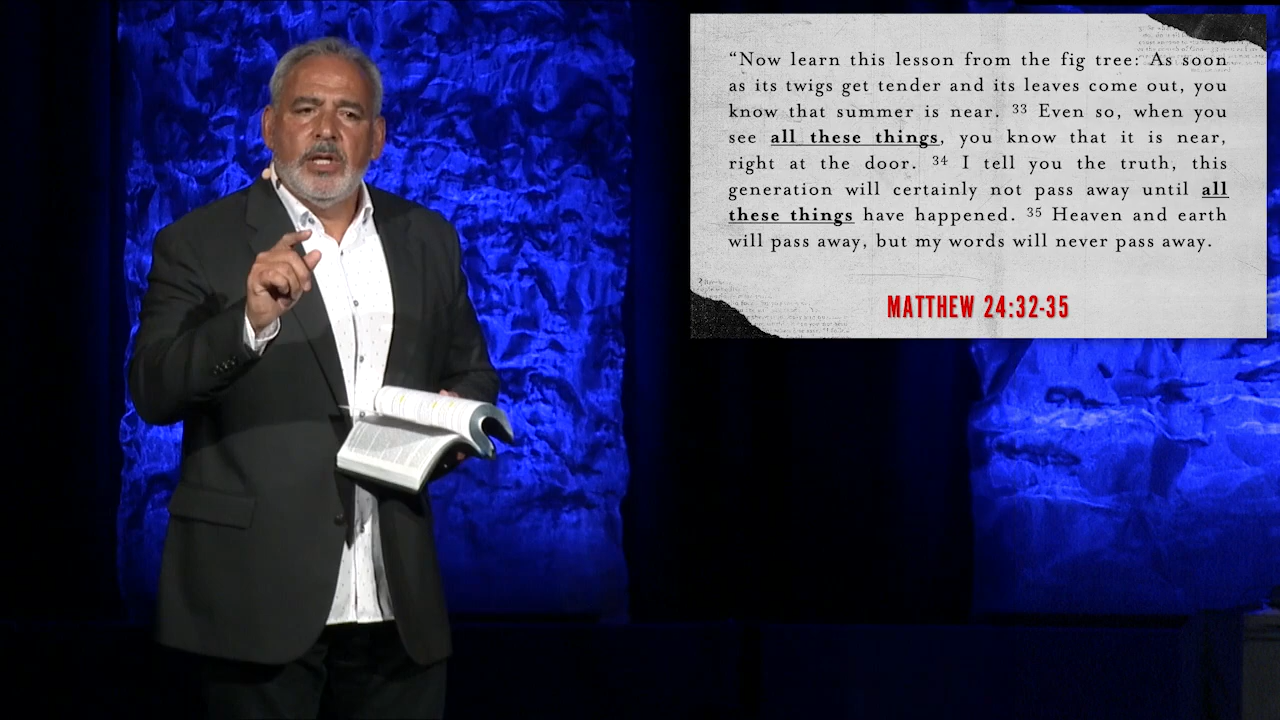 “Now learn this lesson from the fig tree: As soon
as its twigs get tender and its leaves come out, you
know that summer is near. 33 Even so, when you
see all these things, you know that it is near,
right at the door. 34 I tell you the truth, this
generation will certainly not pass away until all
these things have happened. 35 Heaven and earth
will pass away, but my words will never pass away.
MATTHEW 24:32-35